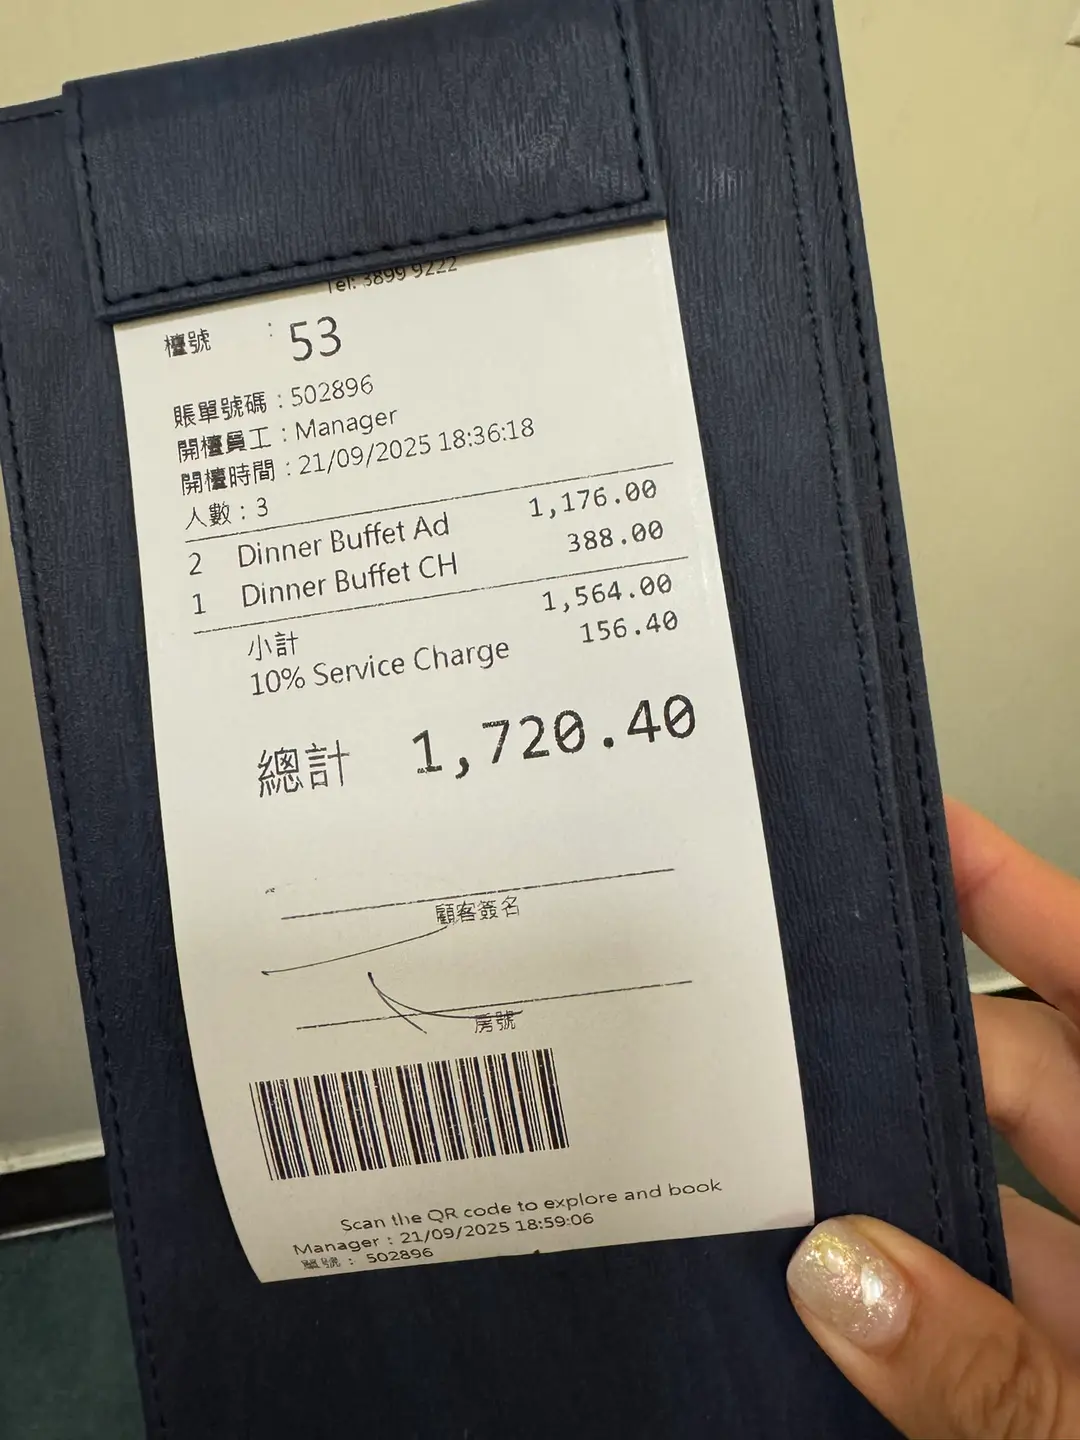 Tel: 3899 9222
檯號 : 53
賬單號碼 : 502896
開檯員工 : Manager
開檯時間 : 21/09/2025 18:36:18
人數 : 3
2 Dinner Buffet Ad 1,176.00
1 Dinner Buffet CH 388.00
小計 1,564.00
10% Service Charge 156.40
總計 1,720.40
顧客簽名
房號
Scan the QR code to explore and book
Manager : 21/09/2025 18:59:06
單號 : 502896